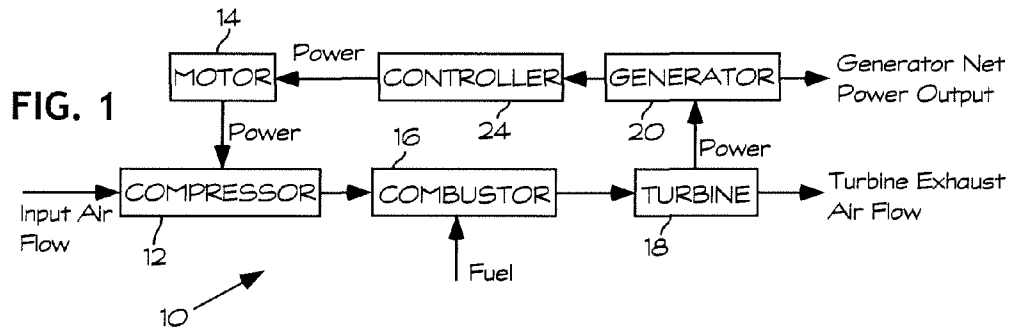 14
Power
MOTOR
CONTROLLER
GENERATOR
Generator Net
Power Output
FIG. 1
24
20
Power
16
Power
COMPRESSOR
COMBUSTOR
TURBINE
Turbine Exhaust
Air Flow
Input Air
Flow
12
18
Fuel
10